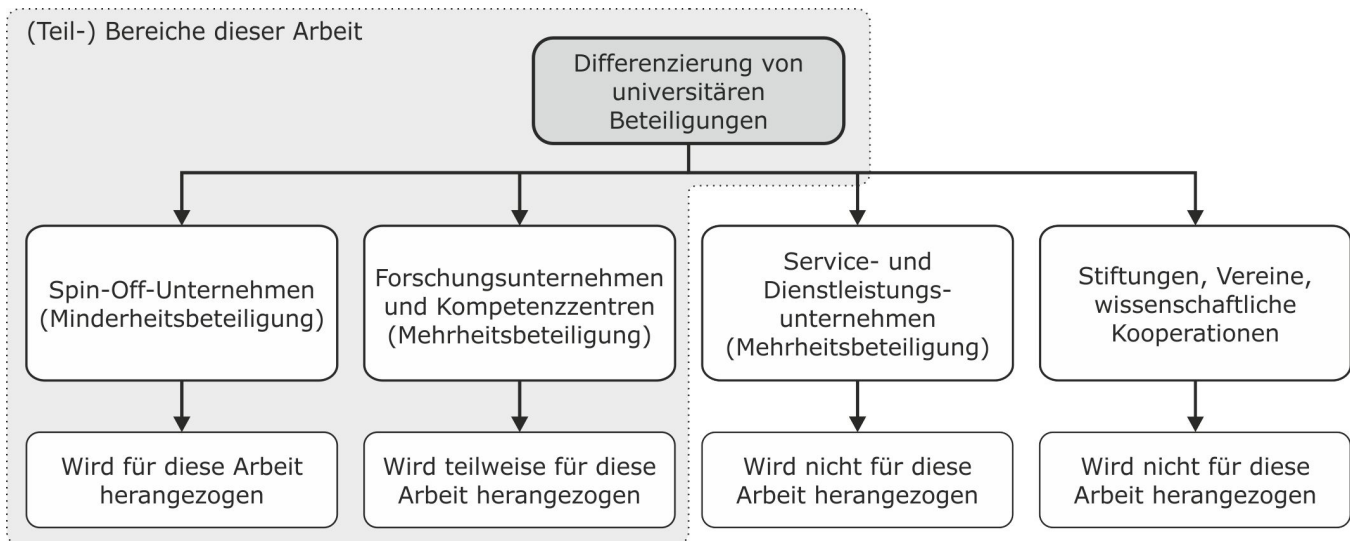 (Teil-) Bereiche dieser Arbeit
Differenzierung von
universitären
Beteiligungen
Spin-Off-Unternehmen
(Minderheitsbeteiligung)
Forschungsunternehmen
und Kompetenzzentren
(Mehrheitsbeteiligung)
Service- und
Dienstleistungs-
unternehmen
(Mehrheitsbeteiligung)
Stiftungen, Vereine,
wissenschaftliche
Kooperationen
Wird für diese Arbeit
herangezogen
Wird teilweise für diese
Arbeit herangezogen
Wird nicht für diese
Arbeit herangezogen
Wird nicht für diese
Arbeit herangezogen